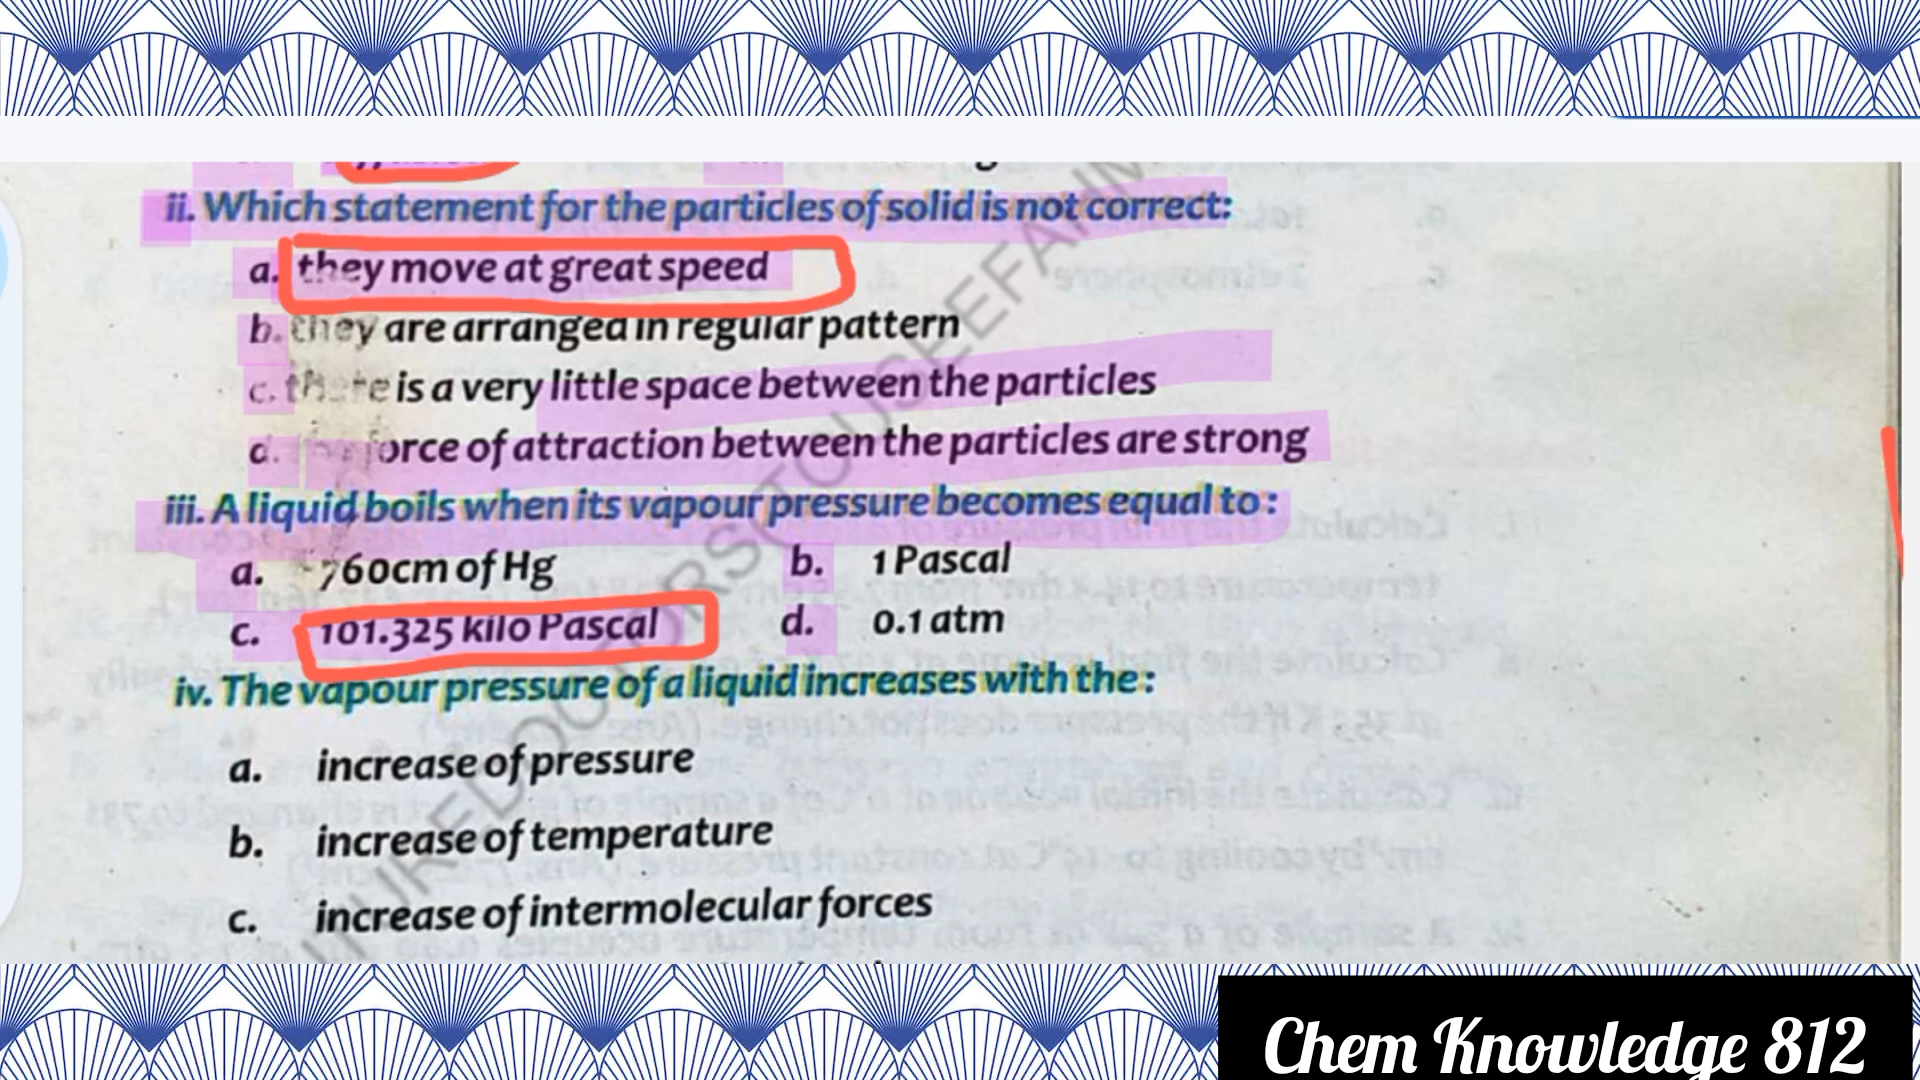 ii. Which statement for the particles of solid is not correct:
a. they move at great speed
b. they are arranged in regular pattern
c. there is a very little space between the particles
d. the force of attraction between the particles are strong
iii. A liquid boils when its vapour pressure becomes equal to:
a. 760cm of Hg b. 1 Pascal
c. 101.325 kilo Pascal d. 0.1 atm
iv. The vapour pressure of a liquid increases with the:
a. increase of pressure
b. increase of temperature
c. increase of intermolecular forces
Chem Knowledge 812